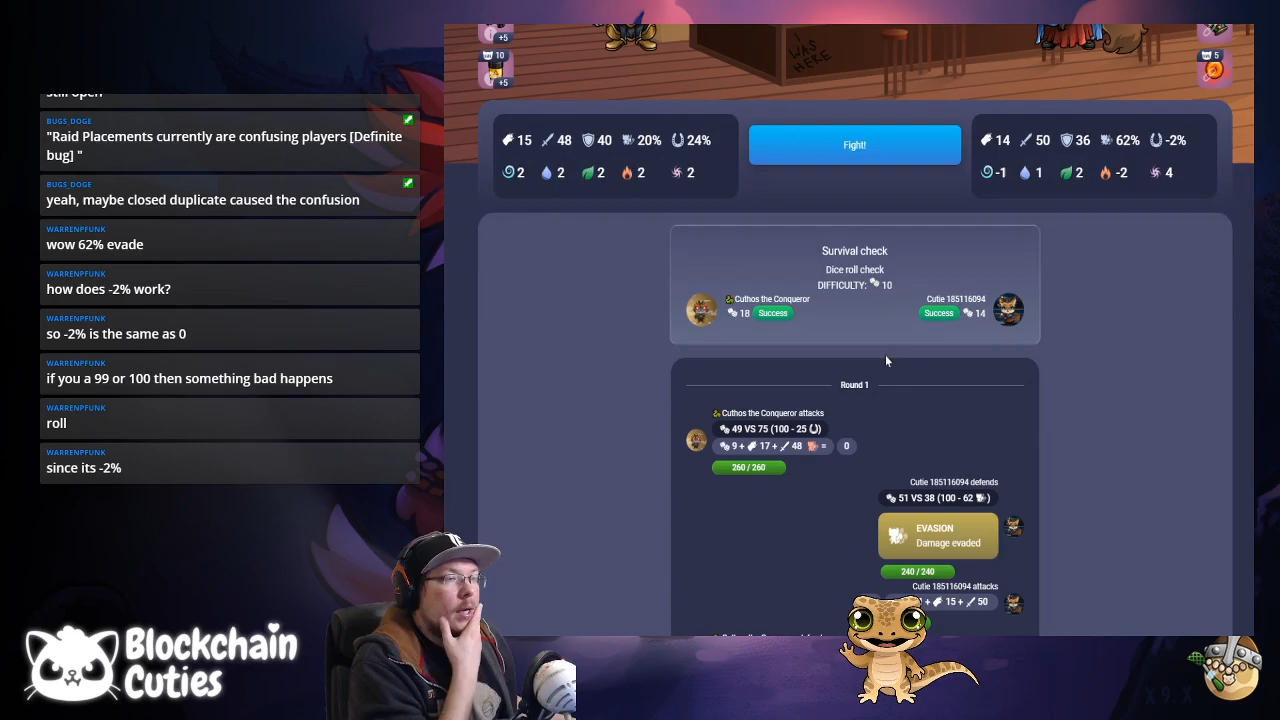 still open
BUGS_DOGE
"Raid Placements currently are confusing players [Definite
bug] "
BUGS_DOGE
yeah, maybe closed duplicate caused the confusion
WARRENPFUNK
wow 62% evade
WARRENPFUNK
how does -2% work?
WARRENPFUNK
so -2% is the same as 0
WARRENPFUNK
if you a 99 or 100 then something bad happens
WARRENPFUNK
roll
WARRENPFUNK
since its -2%
Blockchain
Cuties
+5
10
+5
I WAS
HERE
5
15 48 40 20% 24%
2 2 2 2 2
Fight!
14 50 36 62% -2%
-1 1 2 -2 4
Survival check
Dice roll check
DIFFICULTY: 10
Cuthos the Conqueror
18 Success
Cutie 185116094
Success 14
Round 1
Cuthos the Conqueror attacks
49 VS 75 (100 - 25 )
9 + 17 + 48 = 0
260 / 260
Cutie 185116094 defends
51 VS 38 (100 - 62 )
EVASION
Damage evaded
240 / 240
Cutie 185116094 attacks
+ 15 + 50
X 9. X